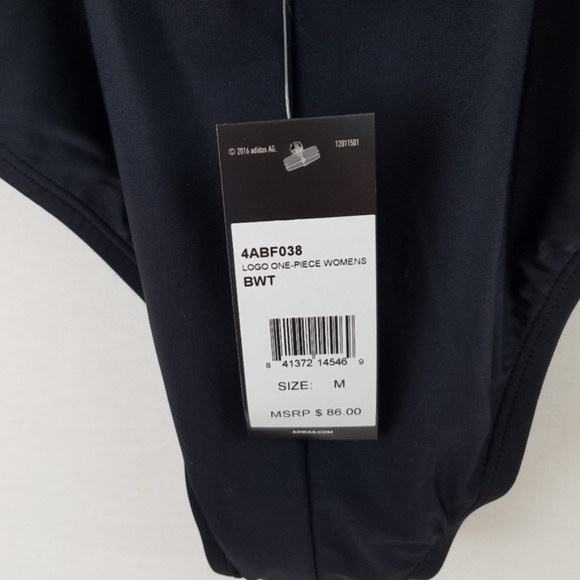 © 2016 adidas AG. 12011501
4ABF038
LOGO ONE-PIECE WOMENS
BWT
8 41372 14546 9
SIZE: M
MSRP $ 86.00
ADIDAS.COM